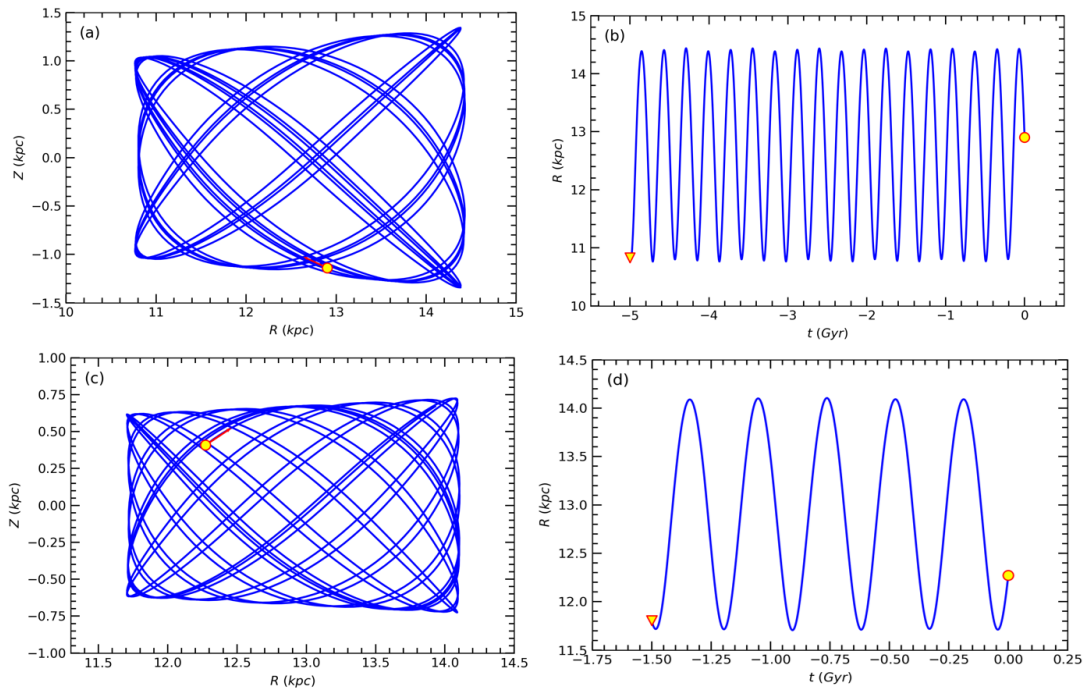 (a)
1.5
1.0
0.5
0.0
−0.5
−1.0
−1.5
Z (kpc)
10 11 12 13 14 15
R (kpc)
(b)
15
14
13
12
11
10
R (kpc)
−5 −4 −3 −2 −1 0
t (Gyr)
(c)
1.00
0.75
0.50
0.25
0.00
−0.25
−0.50
−0.75
−1.00
Z (kpc)
11.5 12.0 12.5 13.0 13.5 14.0 14.5
R (kpc)
(d)
14.5
14.0
13.5
13.0
12.5
12.0
11.5
R (kpc)
−1.75 −1.50 −1.25 −1.00 −0.75 −0.50 −0.25 0.00 0.25
t (Gyr)